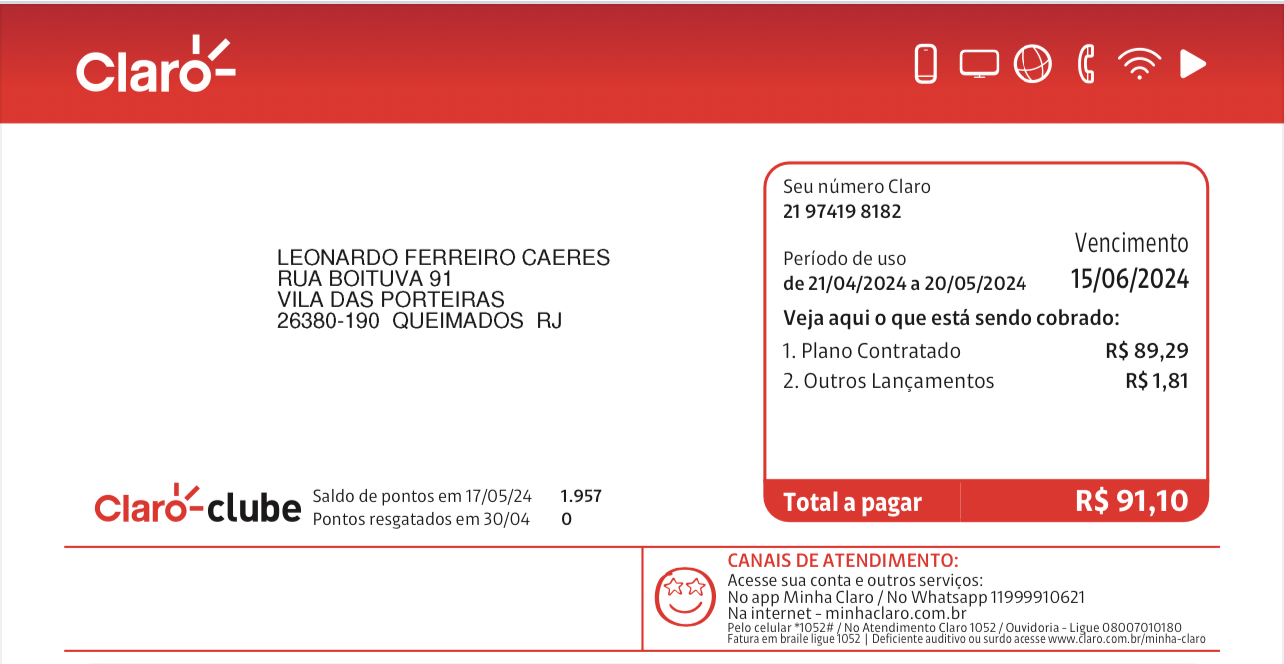 Claro
Seu número Claro
21 97419 8182
Período de uso
de 21/04/2024 a 20/05/2024
Vencimento
15/06/2024
Veja aqui o que está sendo cobrado:
1. Plano Contratado R$ 89,29
2. Outros Lançamentos R$ 1,81
Total a pagar R$ 91,10
LEONARDO FERREIRO CAERES
RUA BOITUVA 91
VILA DAS PORTEIRAS
26380-190 QUEIMADOS RJ
Claro clube
Saldo de pontos em 17/05/24 1.957
Pontos resgatados em 30/04 0
CANAIS DE ATENDIMENTO:
Acesse sua conta e outros serviços:
No app Minha Claro / No Whatsapp 11999910621
Na internet - minhaclaro.com.br
Pelo celular *1052# / No Atendimento Claro 1052 / Ouvidoria - Ligue 08007010180
Fatura em braile ligue 1052 | Deficiente auditivo ou surdo acesse www.claro.com.br/minha-claro